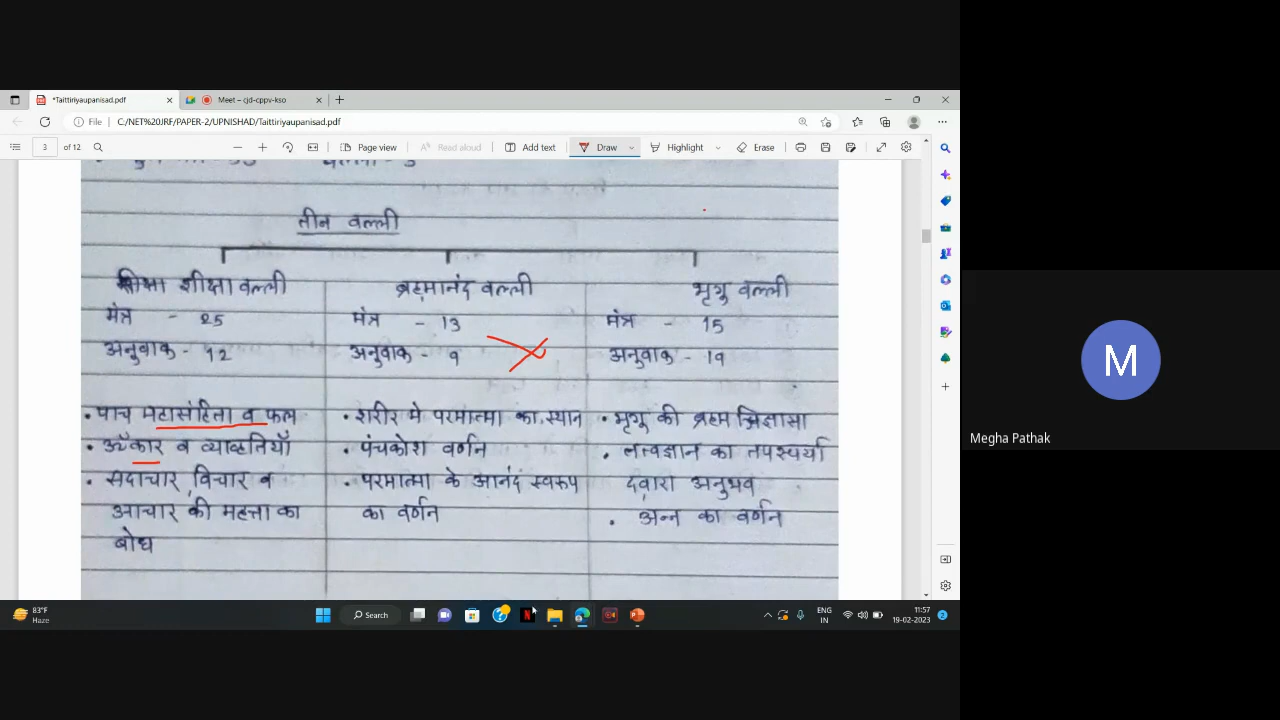 *Taittiriyaupanisad.pdf
Meet – cjd-cppv-kso
File
C:/NET%20JRF/PAPER-2/UPNISHAD/Taittiriyaupanisad.pdf
3 of 12
Page view
Read aloud
Add text
Draw
Highlight
Erase
तीन वल्ली
शीक्षा वल्ली
ब्रह्मानंद वल्ली
भृगु वल्ली
मंत्र - 25
मंत्र - 13
मंत्र - 15
अनुवाक - 12
अनुवाक - 9
अनुवाक - 19
• पाच महासंहिता व फल
• शरीर मे परमात्मा का स्थान
• भृगु की ब्रह्म जिज्ञासा
• ॐकार व व्याहृतियाँ
• पंचकोश वर्णन
• तत्वज्ञान का तपश्चर्या
• सदाचार, विचार व
• परमात्मा के आनंद स्वरूप
द्वारा अनुभव
आचार की महत्ता का
का वर्णन
• अन्न का वर्णन
बोध
M
Megha Pathak
83°F
Haze
Search
ENG
IN
11:57
19-02-2023
2